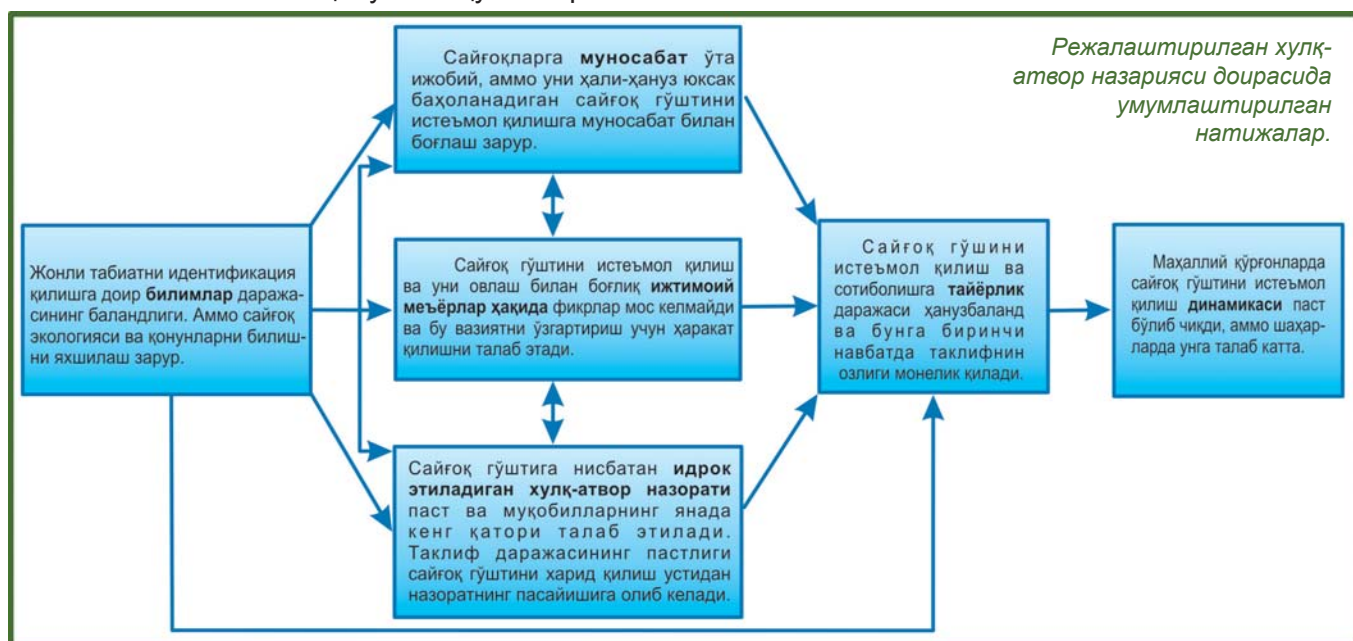 Режалаштирилган хулқ-
атвор назарияси доирасида
умумлаштирилган
натижалар.
Сайғоқларга муносабат ўта
ижобий, аммо уни ҳали-ҳануз юксак
баҳоланадиган сайғоқ гўштини
истеъмол қилишга муносабат билан
боғлаш зарур.
Жонли табиатни идентификация
қилишга доир билимлар даража-
сининг баландлиги. Аммо сайғоқ
экологияси ва қонунларни билиш-
ни яхшилаш зарур.
Сайғоқ гўштини истеъмол қилиш
ва уни овлаш билан боғлиқ ижтимоий
меъёрлар ҳақида фикрлар мос келмайди
ва бу вазиятни ўзгартириш учун ҳаракат
қилишни талаб этади.
Сайғоқ гўштига нисбатан идрок
этиладиган хулқ-атвор назорати
паст ва муқобилларнинг янада
кенг қатори талаб этилади.
Таклиф даражасининг пастлиги
сайғоқ гўштини харид қилиш устидан
назоратнинг пасайишига олиб келади.
Сайғоқ гўшини
истеъмол қилиш ва
сотиболишга тайёрлик
даражаси ҳанузбаланд
ва бунга биринчи
навбатда таклифнин
озлиги монелик қилади.
Маҳаллий қўрғонларда
сайғоқ гўштини истеъмол
қилиш динамикаси паст
бўлиб чиқди, аммо шаҳар-
ларда унга талаб катта.